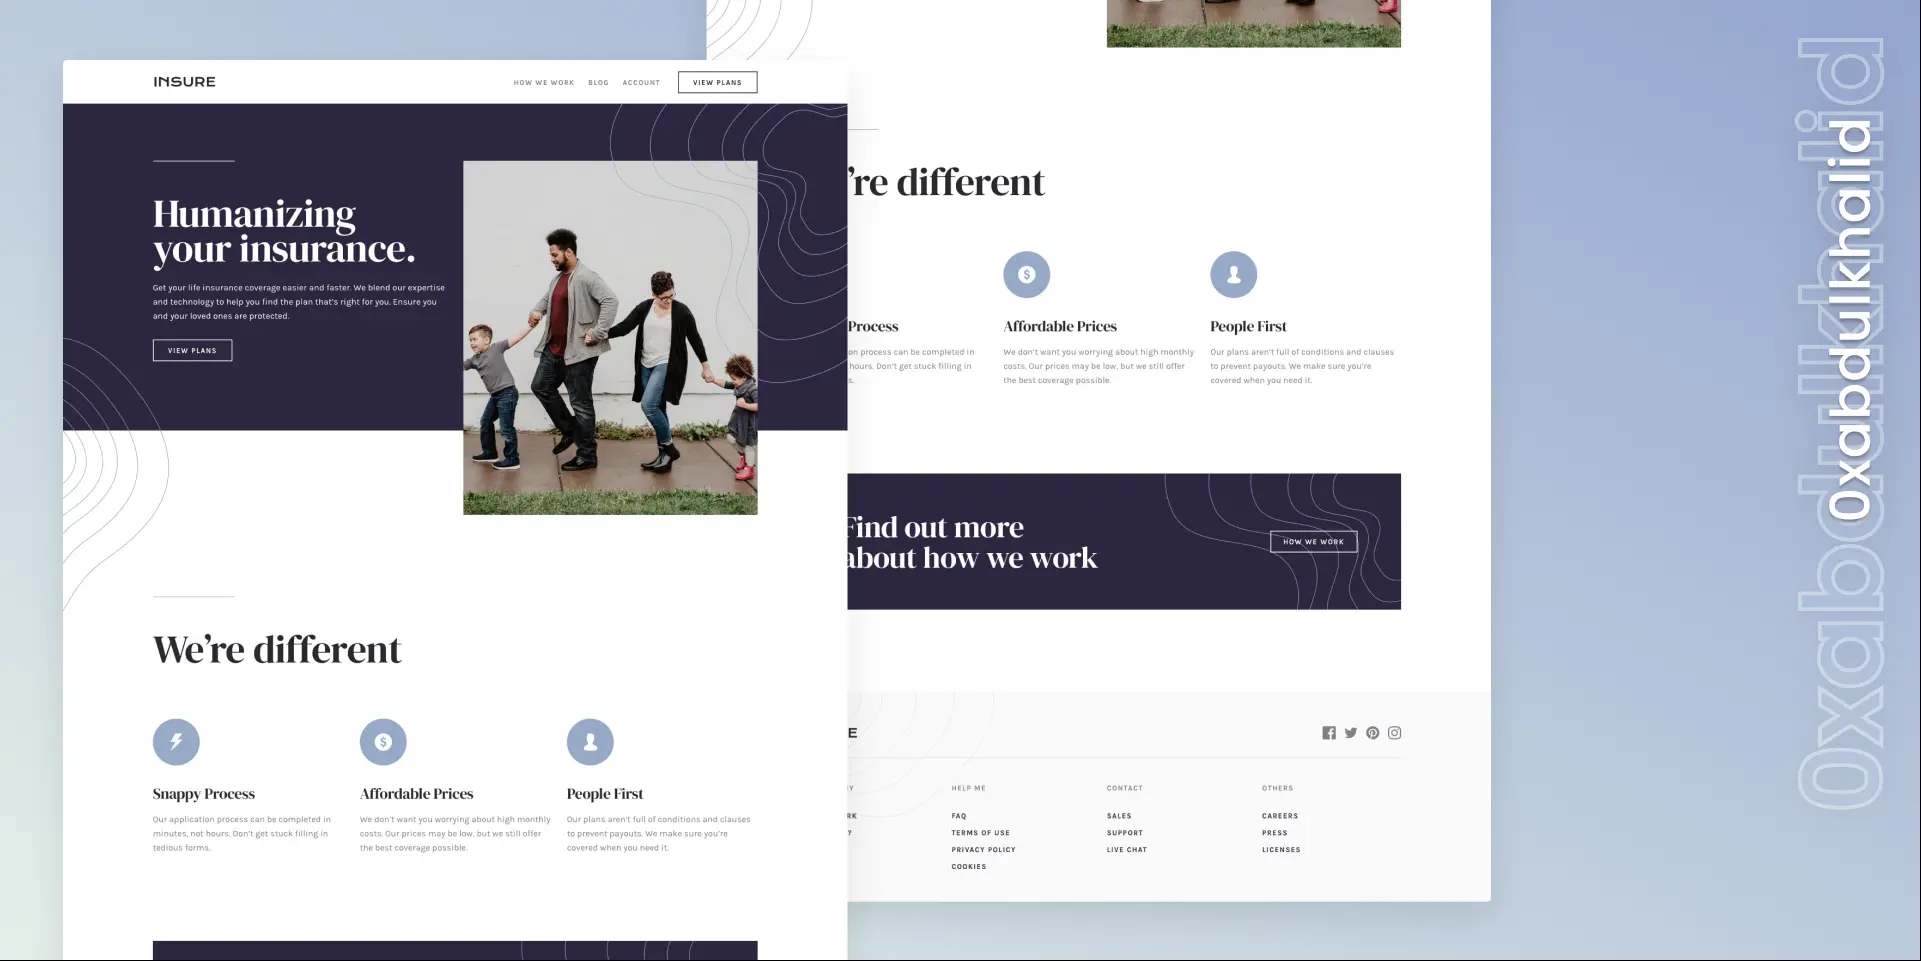 INSURE
HOW WE WORK BLOG ACCOUNT VIEW PLANS
Humanizing
your insurance.
Get your life insurance coverage easier and faster. We blend our expertise
and technology to help you find the plan that's right for you. Ensure you
and your loved ones are protected.
VIEW PLANS
We're different
Snappy Process
Our application process can be completed in
minutes, not hours. Don't get stuck filling in
tedious forms.
Affordable Prices
We don't want you worrying about high monthly
costs. Our prices may be low, but we still offer
the best coverage possible.
People First
Our plans aren't full of conditions and clauses
to prevent payouts. We make sure you're
covered when you need it.
're different
Process
on process can be completed in
hours. Don't get stuck filling in
s.
Affordable Prices
We don't want you worrying about high monthly
costs. Our prices may be low, but we still offer
the best coverage possible.
People First
Our plans aren't full of conditions and clauses
to prevent payouts. We make sure you're
covered when you need it.
Find out more
about how we work
HOW WE WORK
E
Y
RK
?
HELP ME
FAQ
TERMS OF USE
PRIVACY POLICY
COOKIES
CONTACT
SALES
SUPPORT
LIVE CHAT
OTHERS
CAREERS
PRESS
LICENSES
0xabdulkhalid
0xabdulkhalid